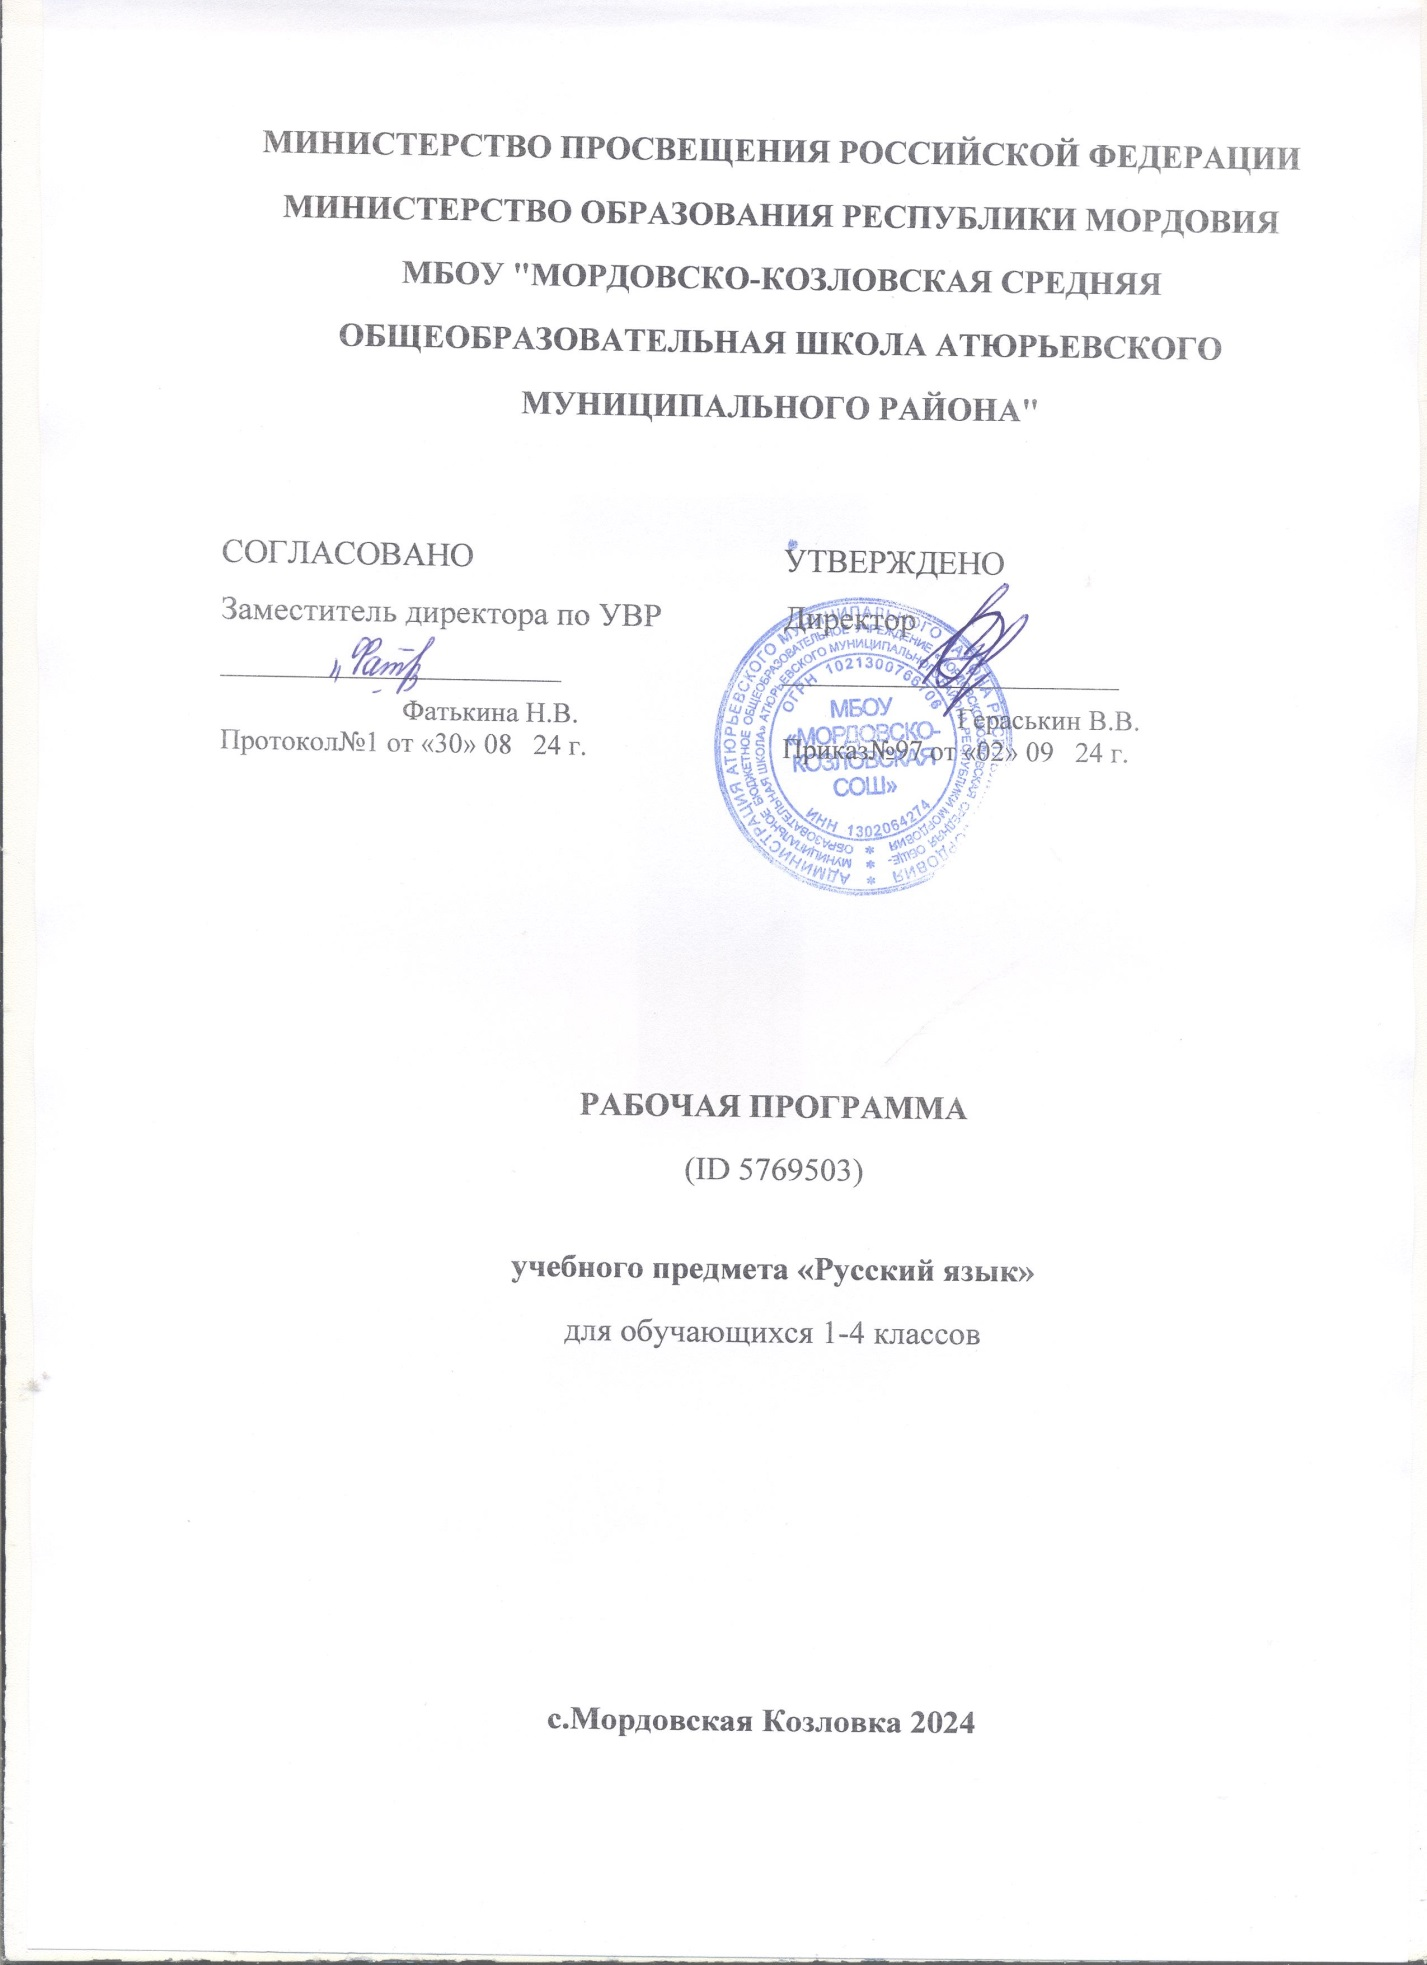 МИНИСТЕРСТВО ПРОСВЕЩЕНИЯ РОССИЙСКОЙ ФЕДЕРАЦИИ
МИНИСТЕРСТВО ОБРАЗОВАНИЯ РЕСПУБЛИКИ МОРДОВИЯ
МБОУ "МОРДОВСКО-КОЗЛОВСКАЯ СРЕДНЯЯ
ОБЩЕОБРАЗОВАТЕЛЬНАЯ ШКОЛА АТЮРЬЕВСКОГО
МУНИЦИПАЛЬНОГО РАЙОНА"
СОГЛАСОВАНО
Заместитель директора по УВР
Фатькина Н.В.
Протокол№1 от «30» 08 24 г.
УТВЕРЖДЕНО
Директор
Гераськин В.В.
Приказ№97 от «02» 09 24 г.
ОГРН 1021300766706
МБОУ
«МОРДОВСКО-
КОЗЛОВСКАЯ
СОШ»
ИНН 1302064274
РАБОЧАЯ ПРОГРАММА
(ID 5769503)
учебного предмета «Русский язык»
для обучающихся 1-4 классов
с.Мордовская Козловка 2024